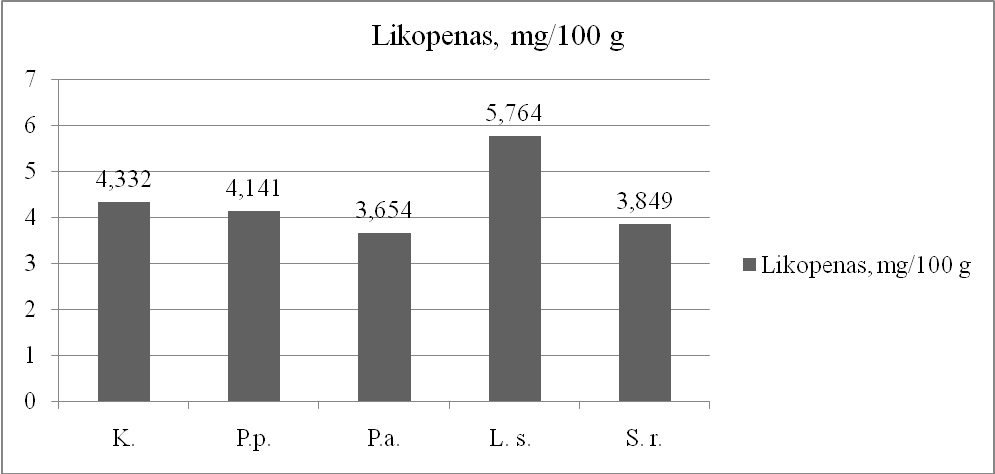 Likopenas, mg/100 g
7
6
5
4
3
2
1
0
4,332
4,141
3,654
5,764
3,849
K.
P.p.
P.a.
L. s.
S. r.
Likopenas, mg/100 g